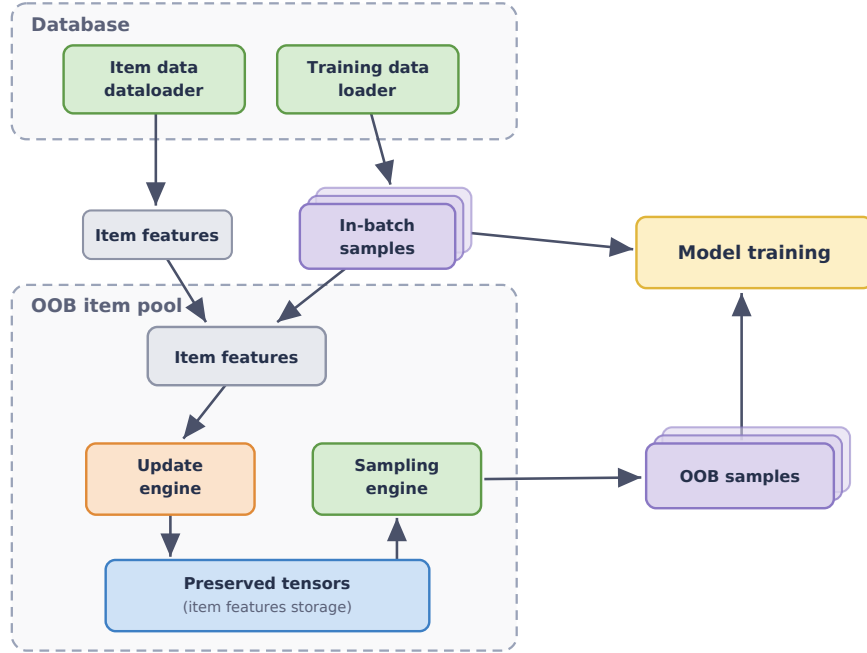 Database
Item data
dataloader
Training data
loader
Item features
In-batch
samples
Model training
OOB item pool
Item features
Update
engine
Sampling
engine
OOB samples
Preserved tensors
(item features storage)